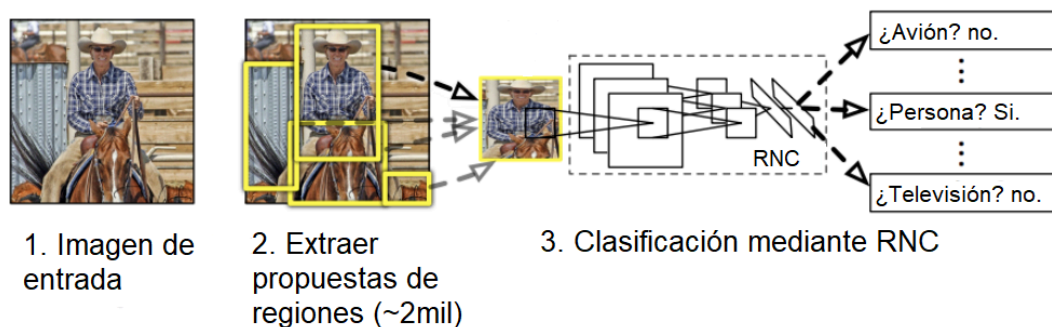 ¿Avión? no.
¿Persona? Si.
RNC
¿Televisión? no.
1. Imagen de
entrada
2. Extraer
propuestas de
regiones (~2mil)
3. Clasificación mediante RNC